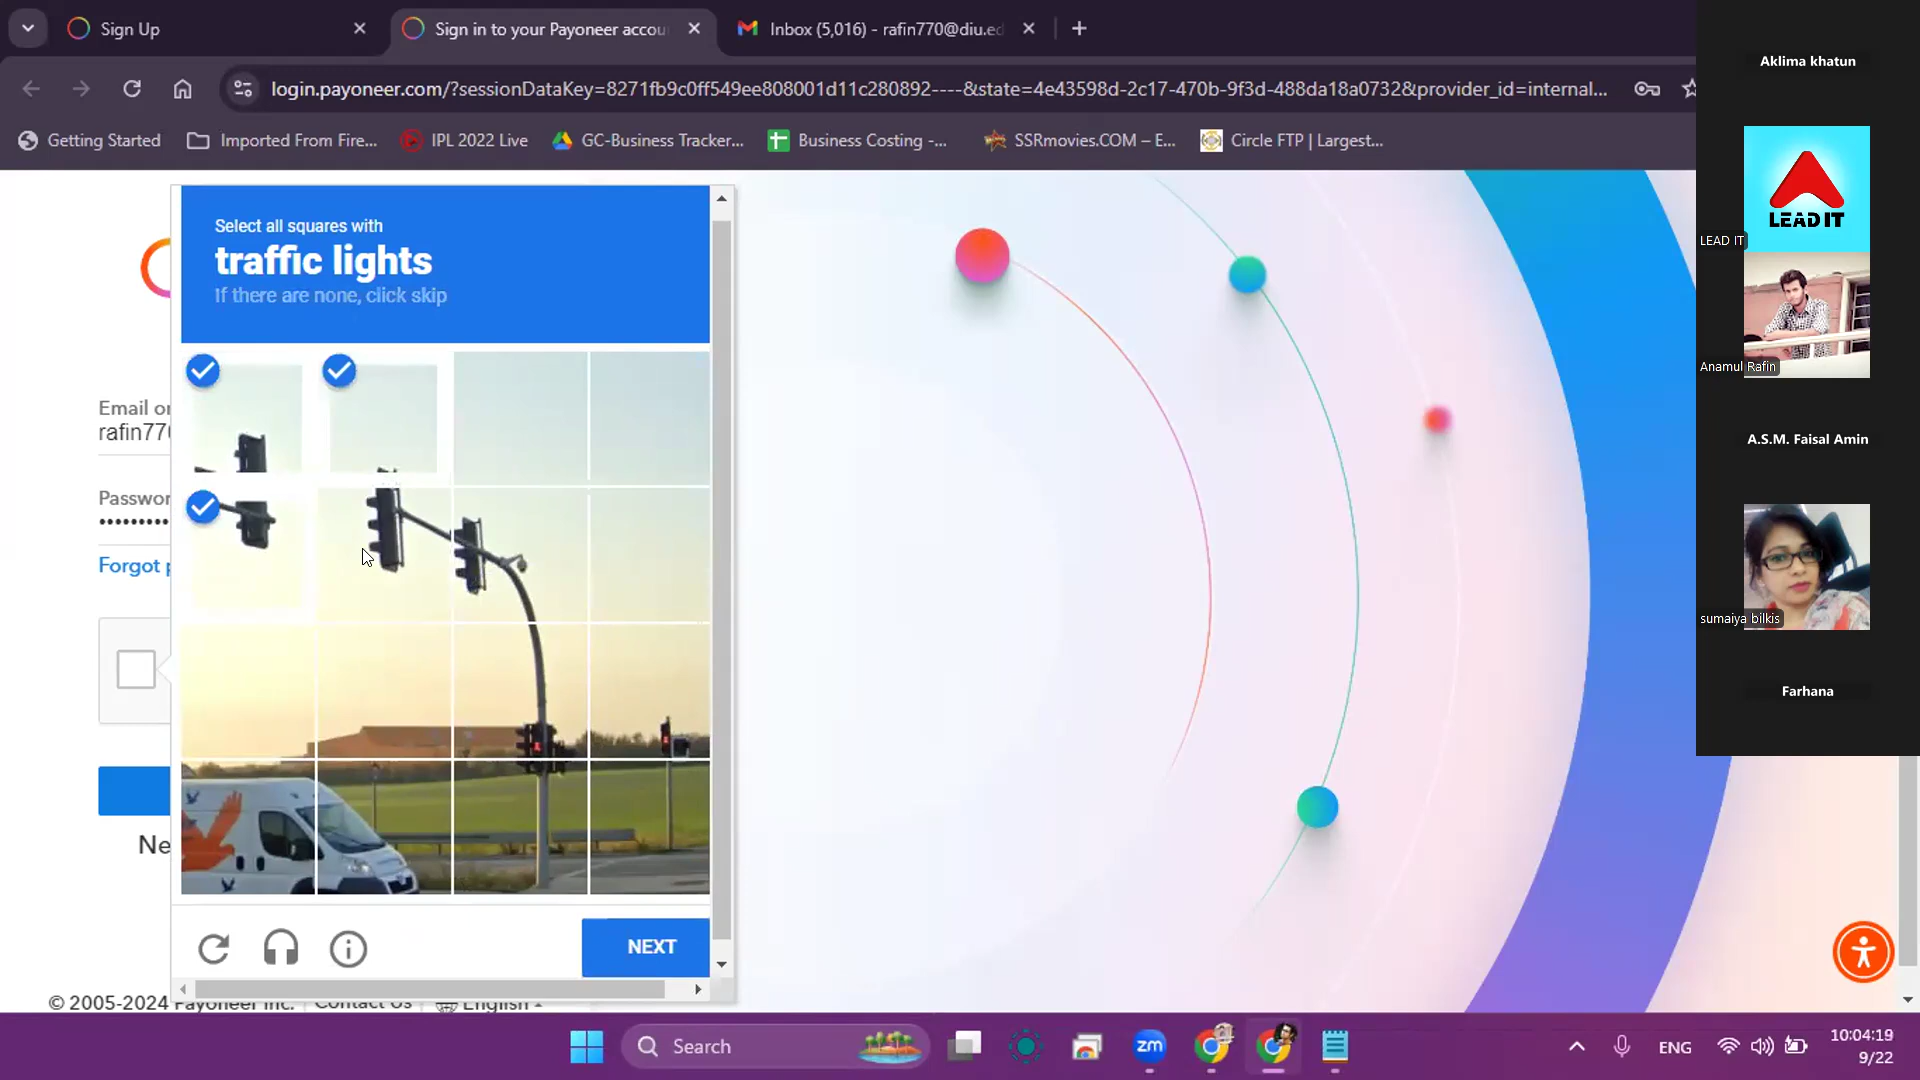 Sign Up
Sign in to your Payoneer accou
Inbox (5,016) - rafin770@diu.ed
login.payoneer.com/?sessionDataKey=8271fb9c0ff549ee808001d11c280892----&state=4e43598d-2c17-470b-9f3d-488da18a0732&provider_id=internal...
Getting Started
Imported From Fire...
IPL 2022 Live
GC-Business Tracker...
Business Costing -...
SSRmovies.COM – E...
Circle FTP | Largest...
Select all squares with
traffic lights
If there are none, click skip
Email or
rafin77
Passwor
Forgot p
Ne
NEXT
© 2005-2024 Payoneer Inc.
Contact Us
English
Aklima khatun
LEAD IT
LEAD IT
Anamul Rafin
A.S.M. Faisal Amin
sumaiya bilkis
Farhana
Search
zm
ENG
10:04:19
9/22